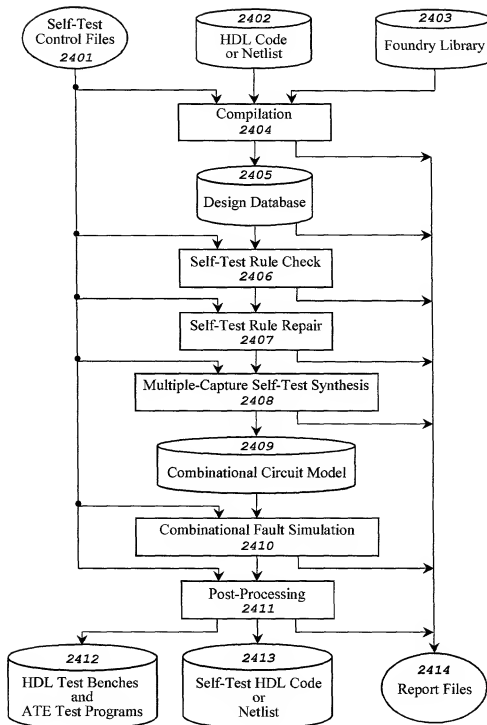 Self-Test
Control Files
2401
2402
HDL Code
or Netlist
2403
Foundry Library
Compilation
2404
2405
Design Database
Self-Test Rule Check
2406
Self-Test Rule Repair
2407
Multiple-Capture Self-Test Synthesis
2408
2409
Combinational Circuit Model
Combinational Fault Simulation
2410
Post-Processing
2411
2412
HDL Test Benches
and
ATE Test Programs
2413
Self-Test HDL Code
or
Netlist
2414
Report Files